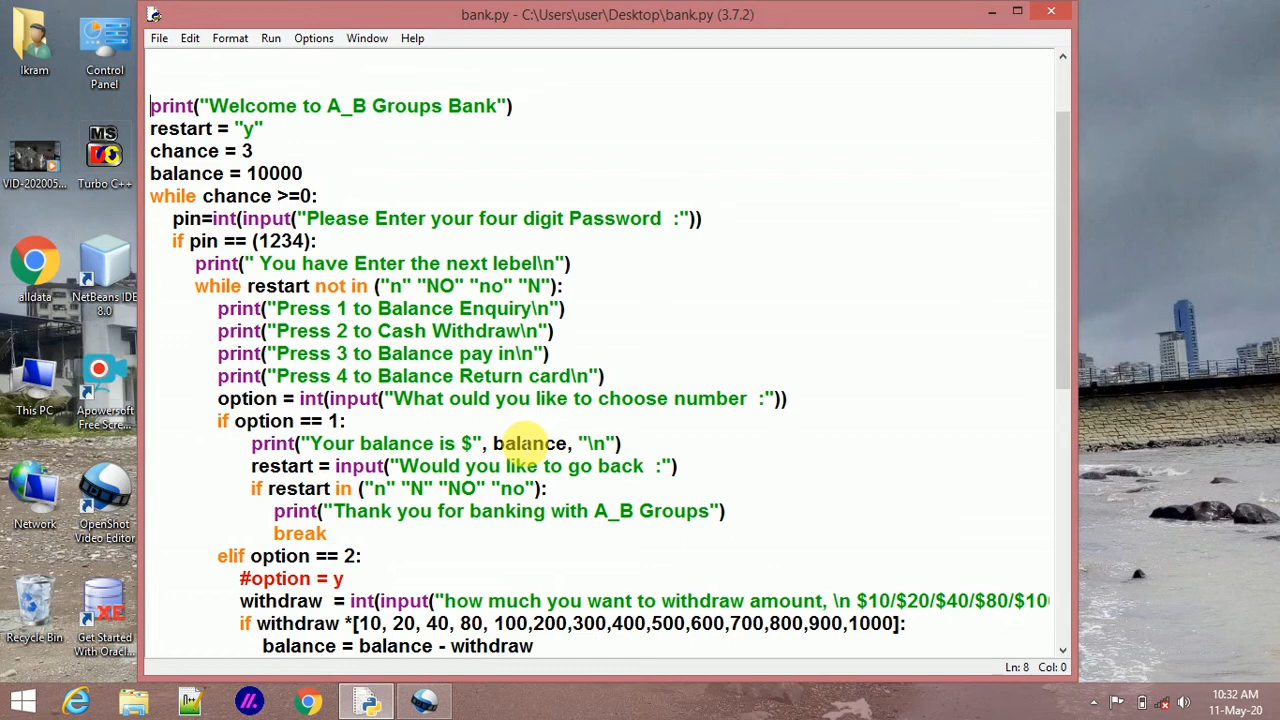 bank.py - C:\Users\user\Desktop\bank.py (3.7.2)
File Edit Format Run Options Window Help
print("Welcome to A_B Groups Bank")
restart = "y"
chance = 3
balance = 10000
while chance >=0:
pin=int(input("Please Enter your four digit Password  :"))
if pin == (1234):
print(" You have Enter the next lebel\n")
while restart not in ("n" "NO" "no" "N"):
print("Press 1 to Balance Enquiry\n")
print("Press 2 to Cash Withdraw\n")
print("Press 3 to Balance pay in\n")
print("Press 4 to Balance Return card\n")
option = int(input("What ould you like to choose number  :"))
if option == 1:
print("Your balance is $", balance, "\n")
restart = input("Would you like to go back  :")
if restart in ("n" "N" "NO" "no"):
print("Thank you for banking with A_B Groups")
break
elif option == 2:
#option = y
withdraw  = int(input("how much you want to withdraw amount, \n $10/$20/$40/$80/$10
if withdraw *[10, 20, 40, 80, 100,200,300,400,500,600,700,800,900,1000]:
balance = balance - withdraw
Ln: 8 Col: 0
Ikram
Control Panel
VID-202005...
Turbo C++
alldata
NetBeans IDE 8.0
This PC
Apowersoft Free Scre...
Network
OpenShot Video Editor
Recycle Bin
Get Started With Oracl...
MS
DOS
XE
10:32 AM
11-May-20